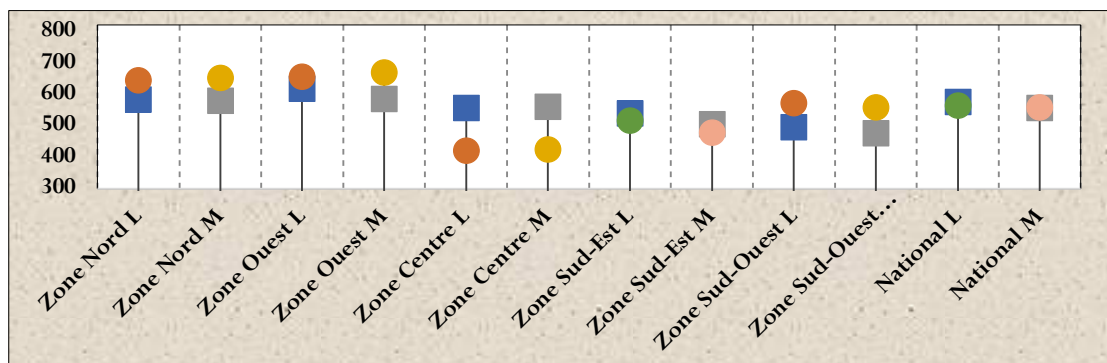 800
700
600
500
400
300
Zone Nord L
Zone Nord M
Zone Ouest L
Zone Ouest M
Zone Centre L
Zone Centre M
Zone Sud-Est L
Zone Sud-Est M
Zone Sud-Ouest L
Zone Sud-Ouest…
National L
National M